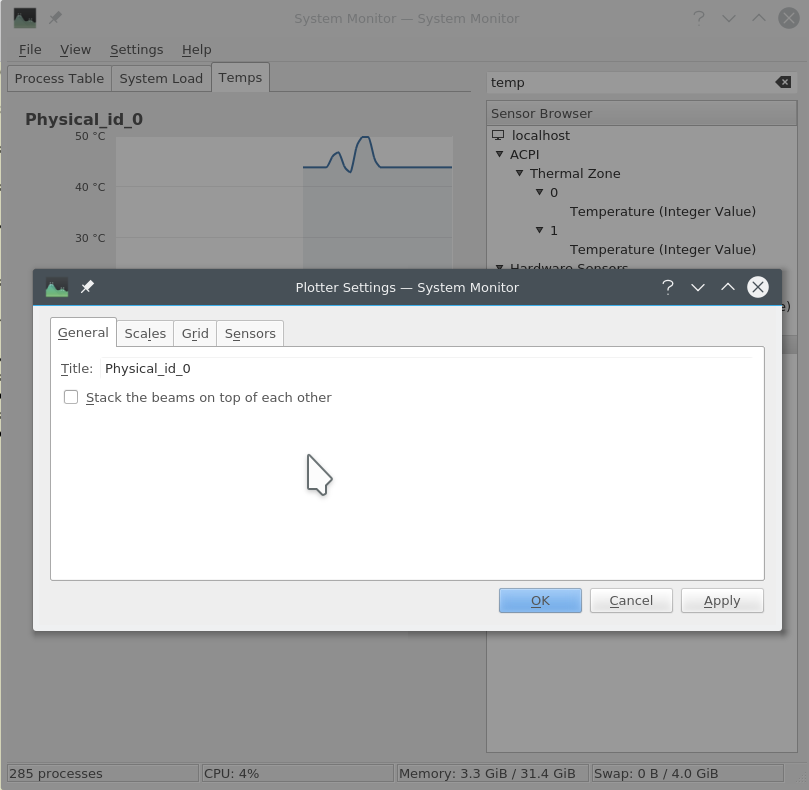 System Monitor — System Monitor
File View Settings Help
Process Table System Load Temps
temp
Physical_id_0
50 °C
40 °C
30 °C
Sensor Browser
localhost
ACPI
Thermal Zone
0
Temperature (Integer Value)
1
Temperature (Integer Value)
Hardware Sensors
Plotter Settings — System Monitor
General Scales Grid Sensors
Title: Physical_id_0
Stack the beams on top of each other
OK Cancel Apply
285 processes CPU: 4% Memory: 3.3 GiB / 31.4 GiB Swap: 0 B / 4.0 GiB